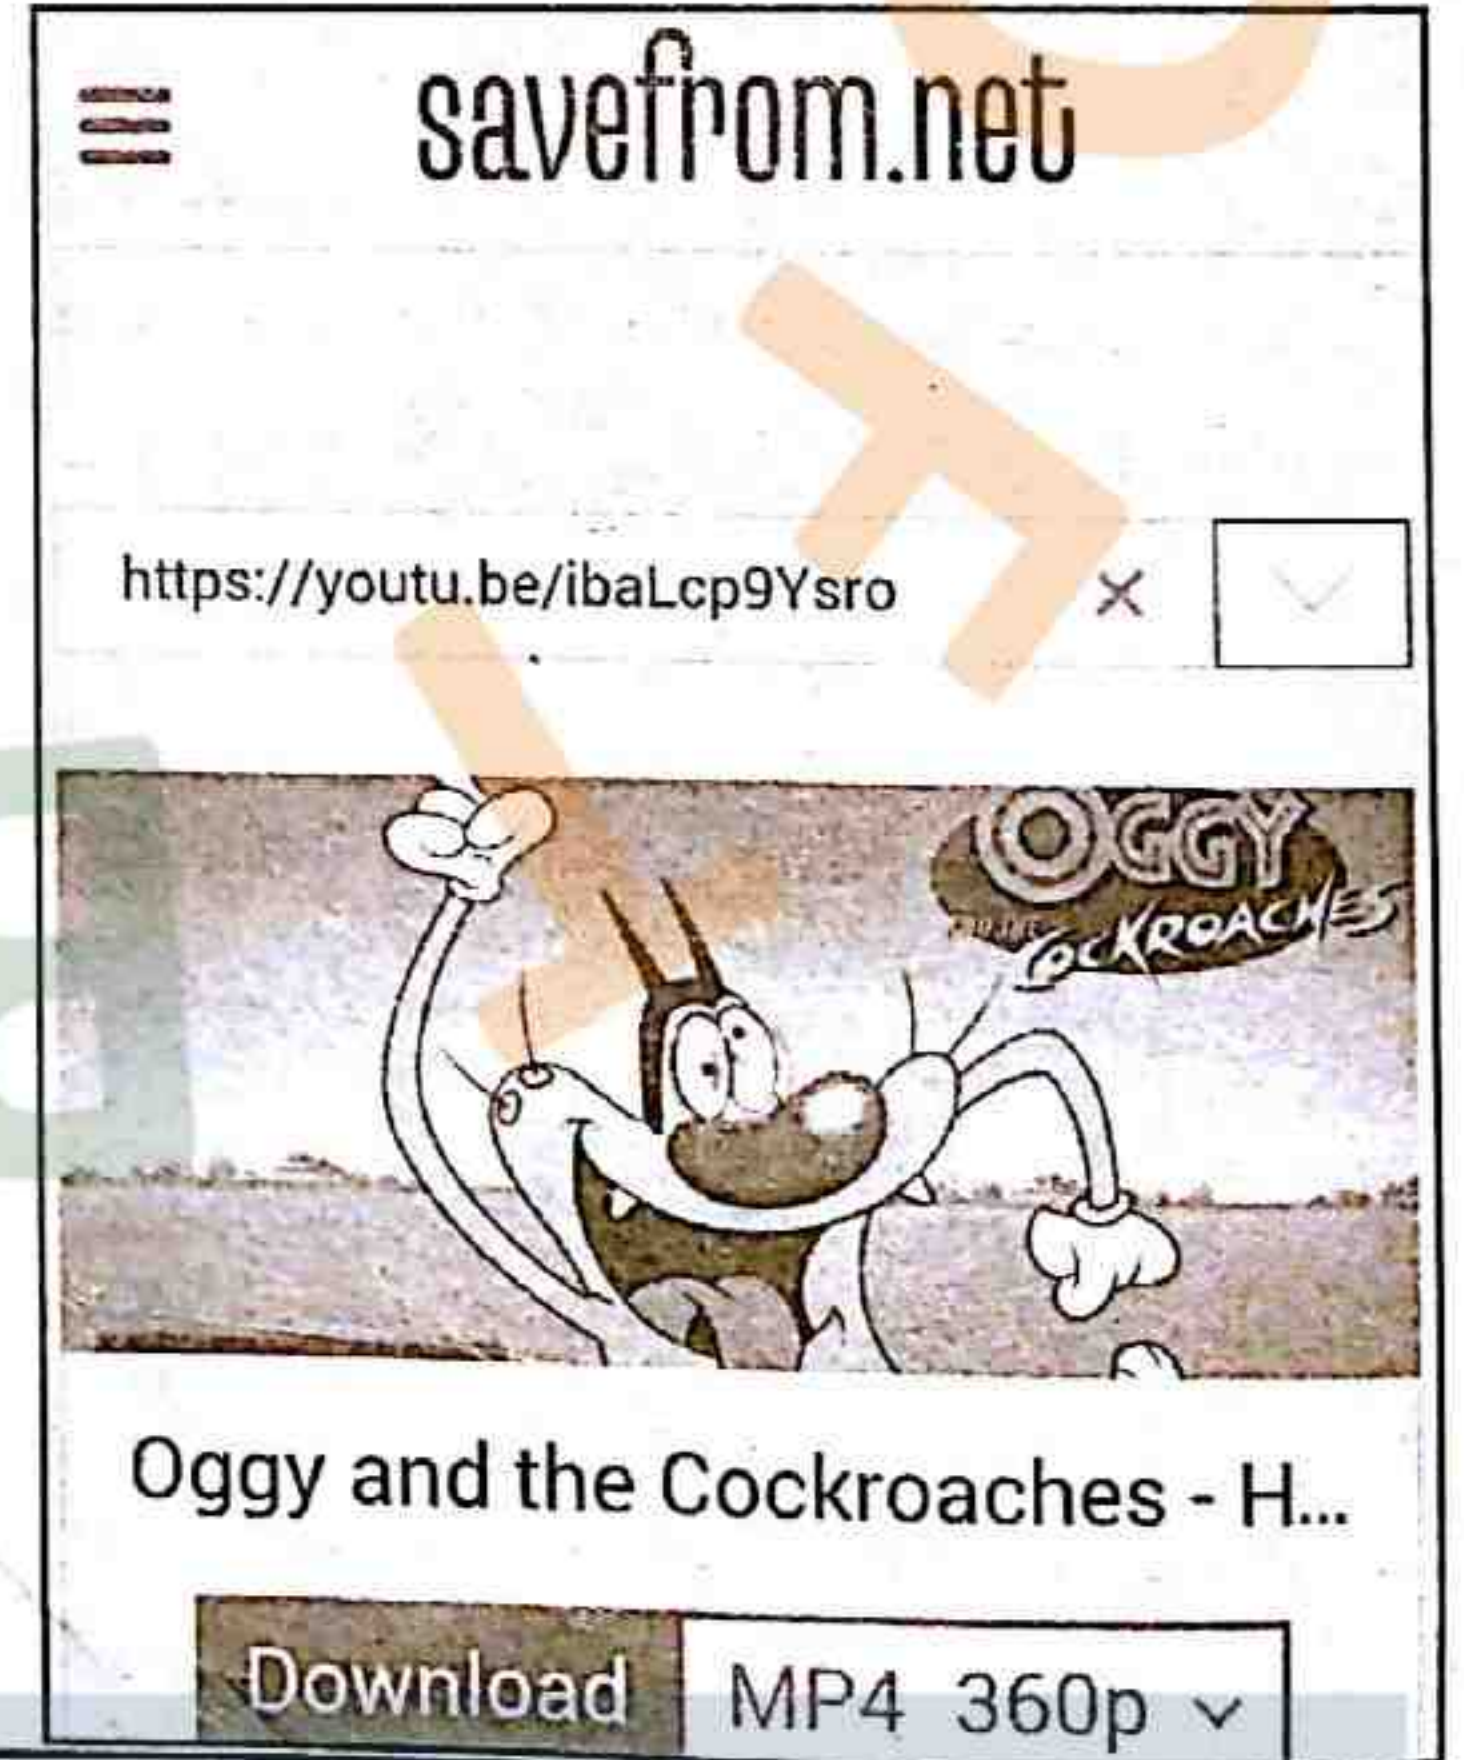 savefrom.net
https://youtu.be/ibaLcp9Ysro
OGGY
COCKROACHES
Oggy and the Cockroaches - H...
Download MP4 360p